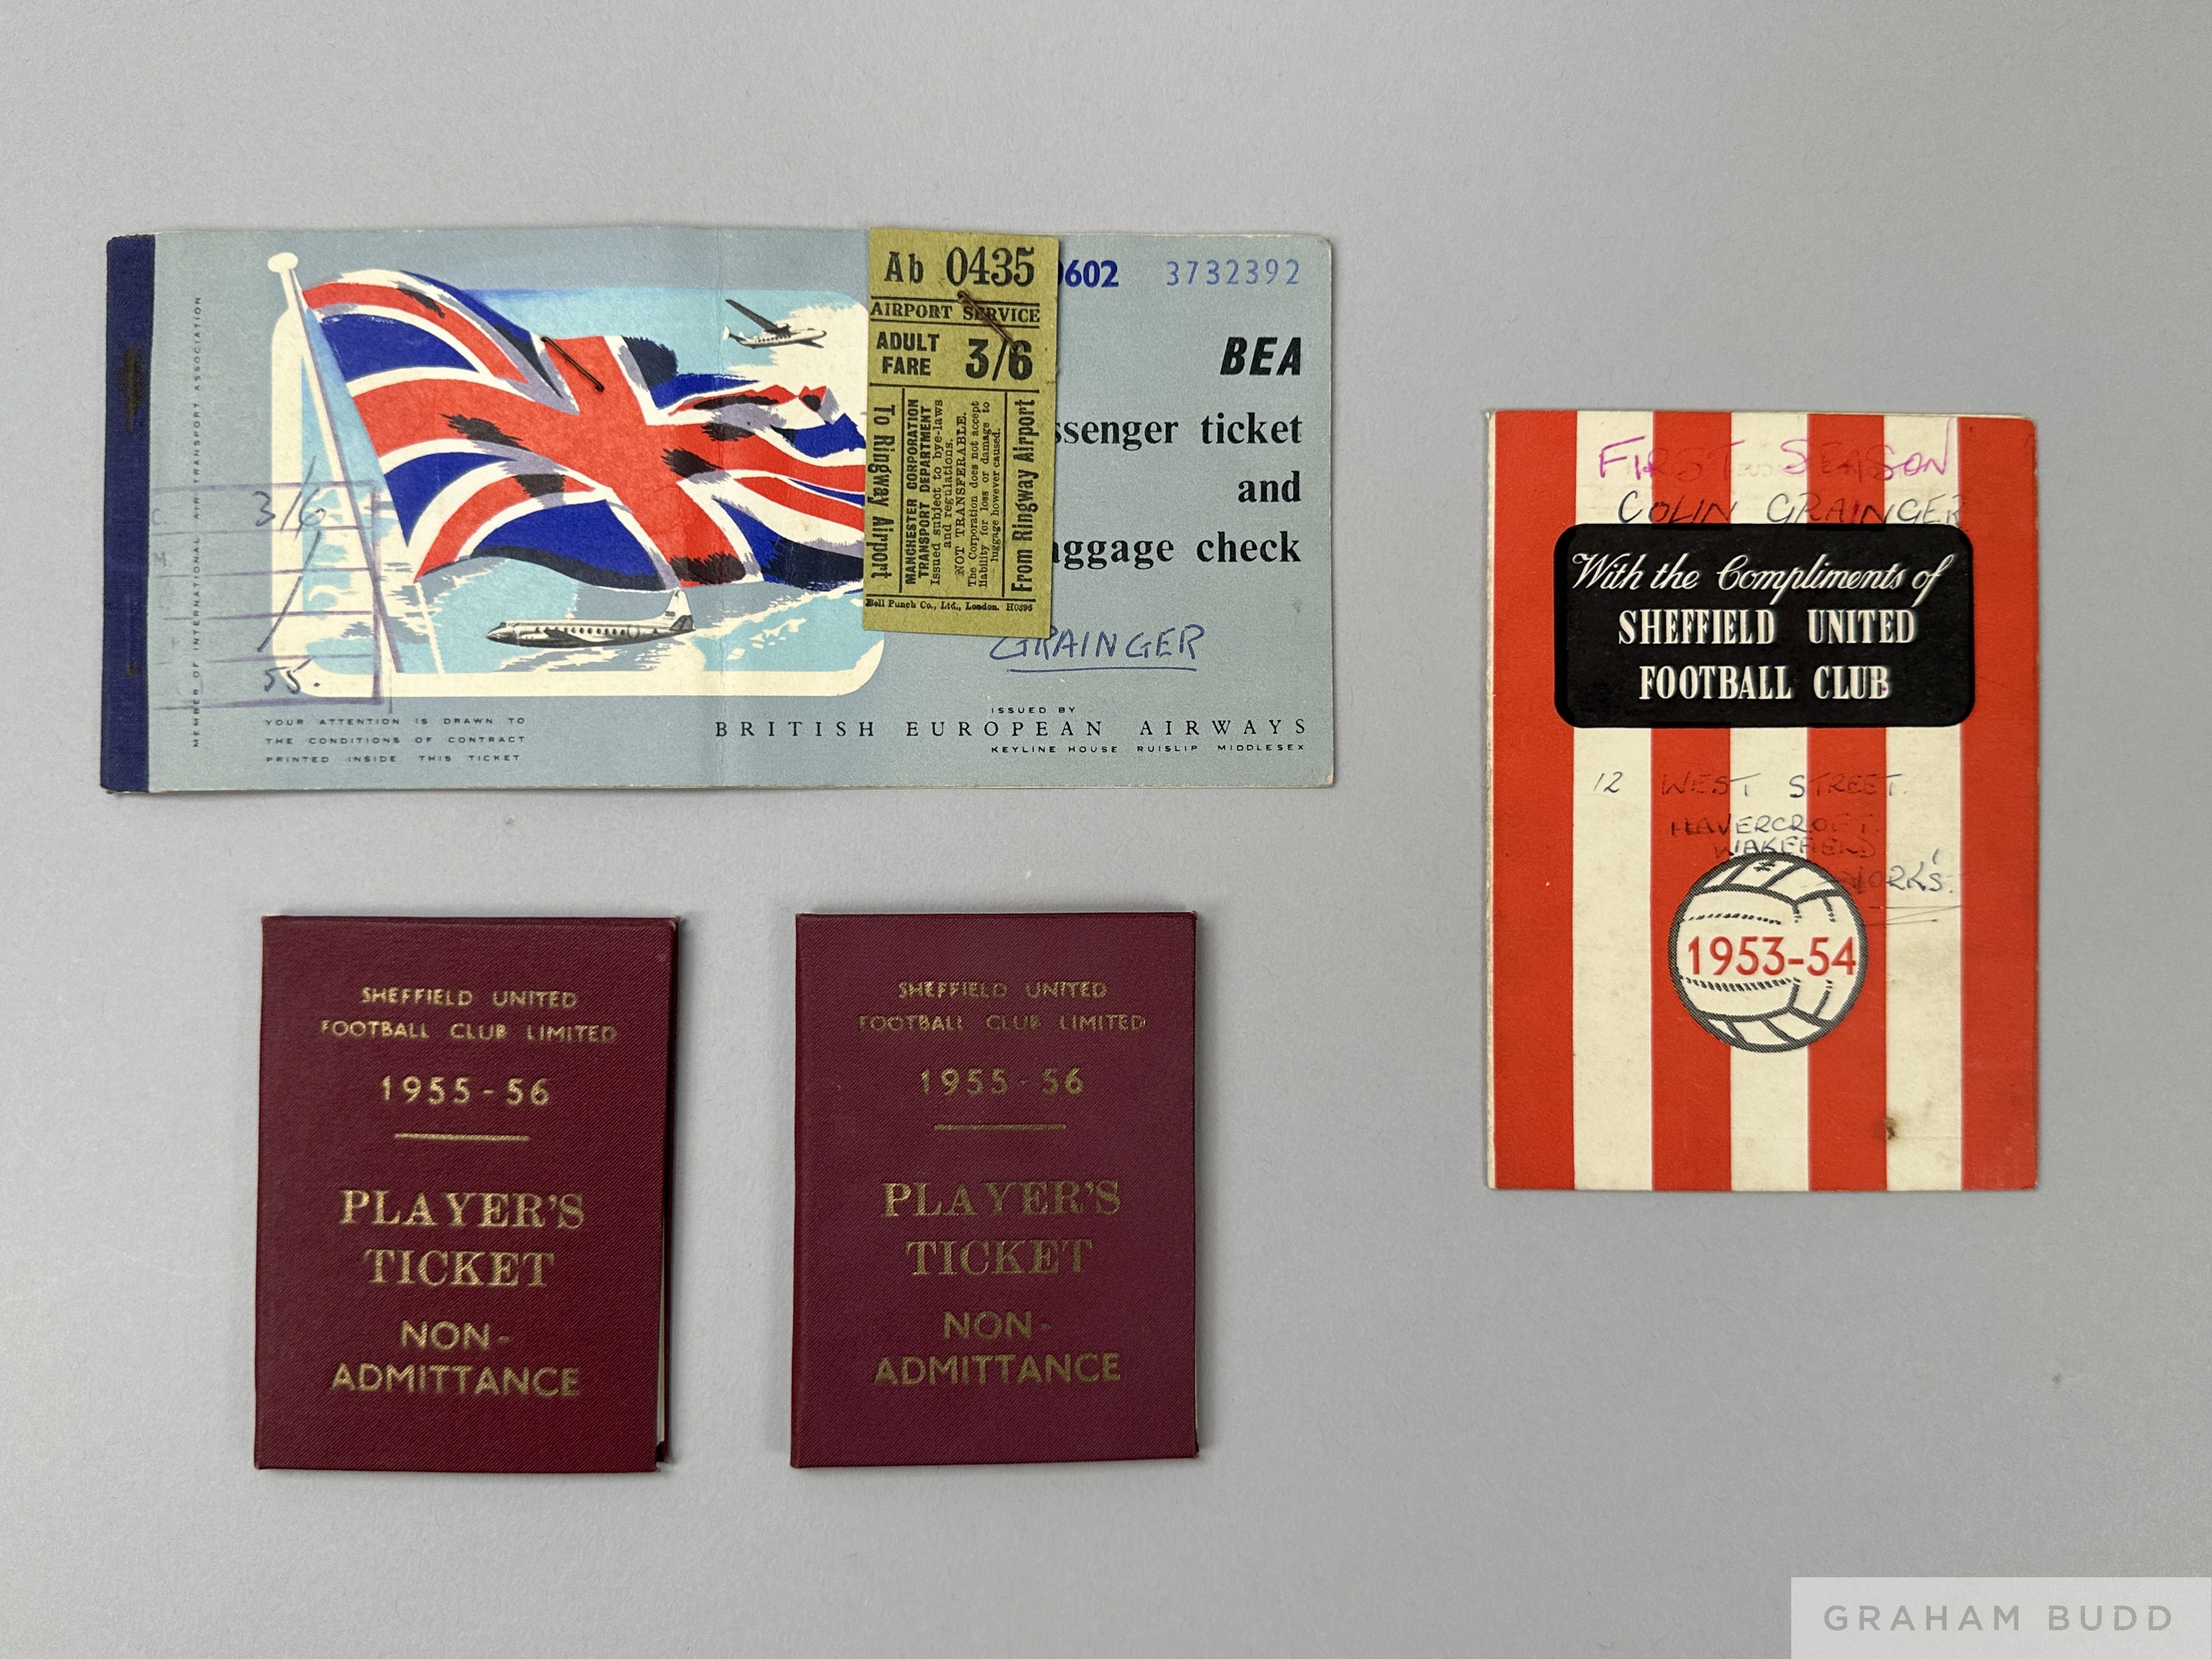 MEMBER OF INTERNATIONAL AIR TRANSPORT ASSOCIATION
3/6
55.
YOUR ATTENTION IS DRAWN TO
THE CONDITIONS OF CONTRACT
PRINTED INSIDE THIS TICKET
Ab 0435
AIRPORT SERVICE
ADULT
FARE 3/6
To Ringway Airport
MANCHESTER CORPORATION
TRANSPORT DEPARTMENT
Issued subject to bye-laws
and regulations.
NOT TRANSFERABLE.
The Corporation does not accept
liability for loss or damage to
luggage however caused.
From Ringway Airport
Bell Punch Co., Ltd., London. H0396
0602 3732392
BEA
ssenger ticket
and
aggage check
GRAINGER
ISSUED BY
BRITISH EUROPEAN AIRWAYS
KEYLINE HOUSE RUISLIP MIDDLESEX
FIRST SEASON
COLIN GRAINGER
With the Compliments of
SHEFFIELD UNITED
FOOTBALL CLUB
12 WEST STREET.
HAVERCROFT.
WAKEFIELD
YORK'S.
1953-54
SHEFFIELD UNITED
FOOTBALL CLUB LIMITED
1955-56
PLAYER'S
TICKET
NON-
ADMITTANCE
SHEFFIELD UNITED
FOOTBALL CLUB LIMITED
1955-56
PLAYER'S
TICKET
NON-
ADMITTANCE
GRAHAM BUDD